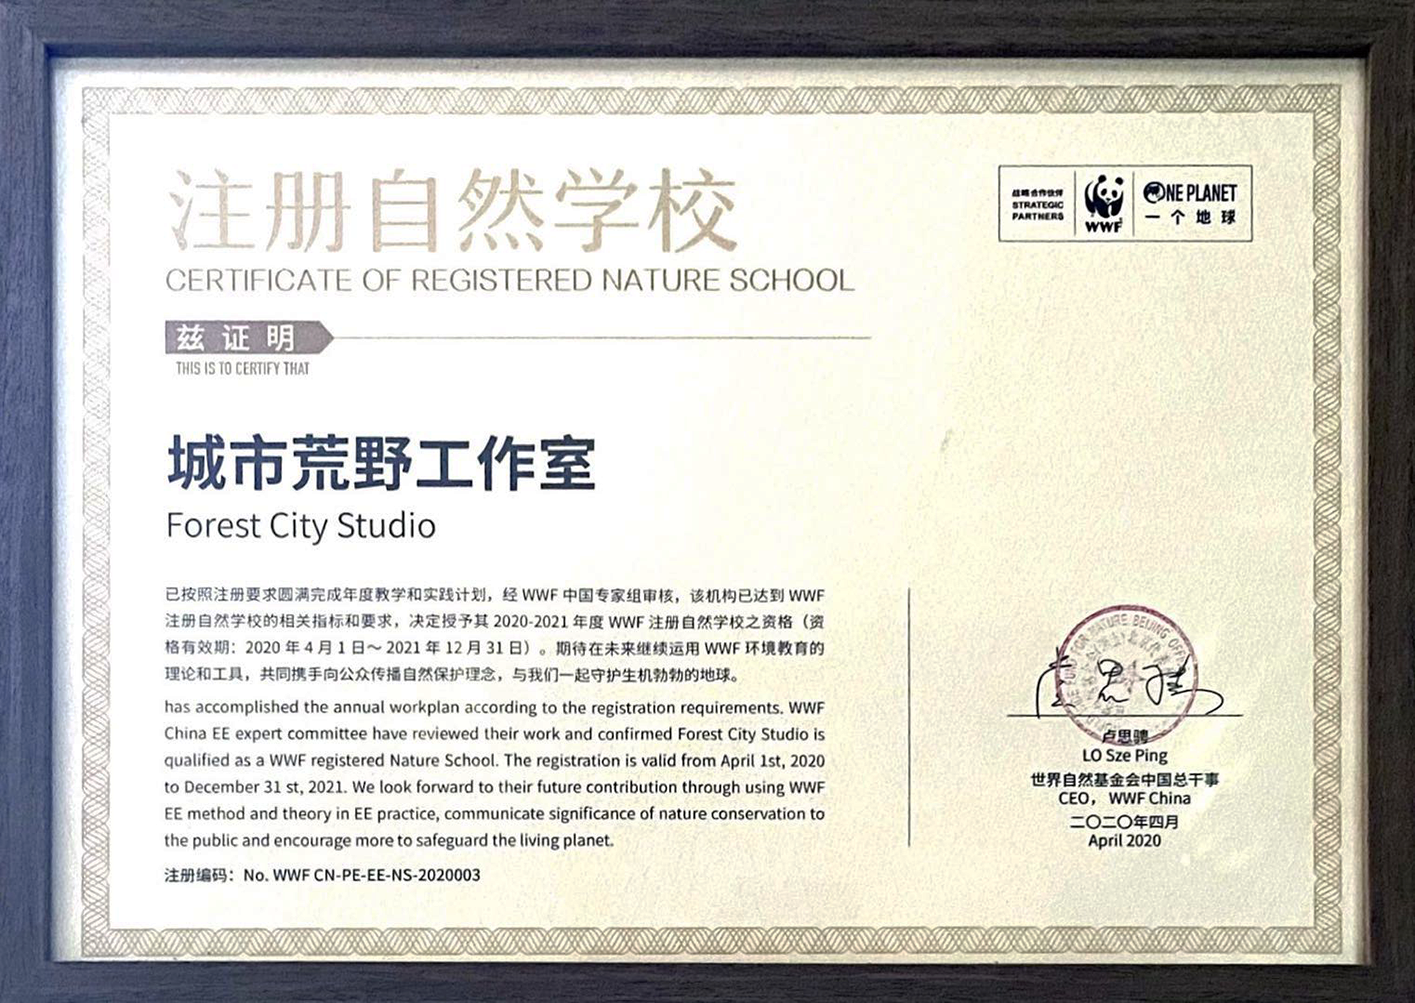 注册自然学校
CERTIFICATE OF REGISTERED NATURE SCHOOL
战略合作伙伴
STRATEGIC
PARTNERS
WWF
ONE PLANET
一个地球
兹证明
THIS IS TO CERTIFY THAT
城市荒野工作室
Forest City Studio
已按照注册要求圆满完成年度教学和实践计划，经 WWF 中国专家组审核，该机构已达到 WWF
注册自然学校的相关指标和要求，决定授予其 2020-2021 年度 WWF 注册自然学校之资格（资
格有效期：2020 年 4 月 1 日～ 2021 年 12 月 31 日）。期待在未来继续运用 WWF 环境教育的
理论和工具，共同携手向公众传播自然保护理念，与我们一起守护生机勃勃的地球。
has accomplished the annual workplan according to the registration requirements. WWF
China EE expert committee have reviewed their work and confirmed Forest City Studio is
qualified as a WWF registered Nature School. The registration is valid from April 1st, 2020
to December 31 st, 2021. We look forward to their future contribution through using WWF
EE method and theory in EE practice, communicate significance of nature conservation to
the public and encourage more to safeguard the living planet.
注册编码：No. WWF CN-PE-EE-NS-2020003
FOR NATURE BEIJING
卢思骋
LO Sze Ping
世界自然基金会中国总干事
CEO， WWF China
二〇二〇年四月
April 2020